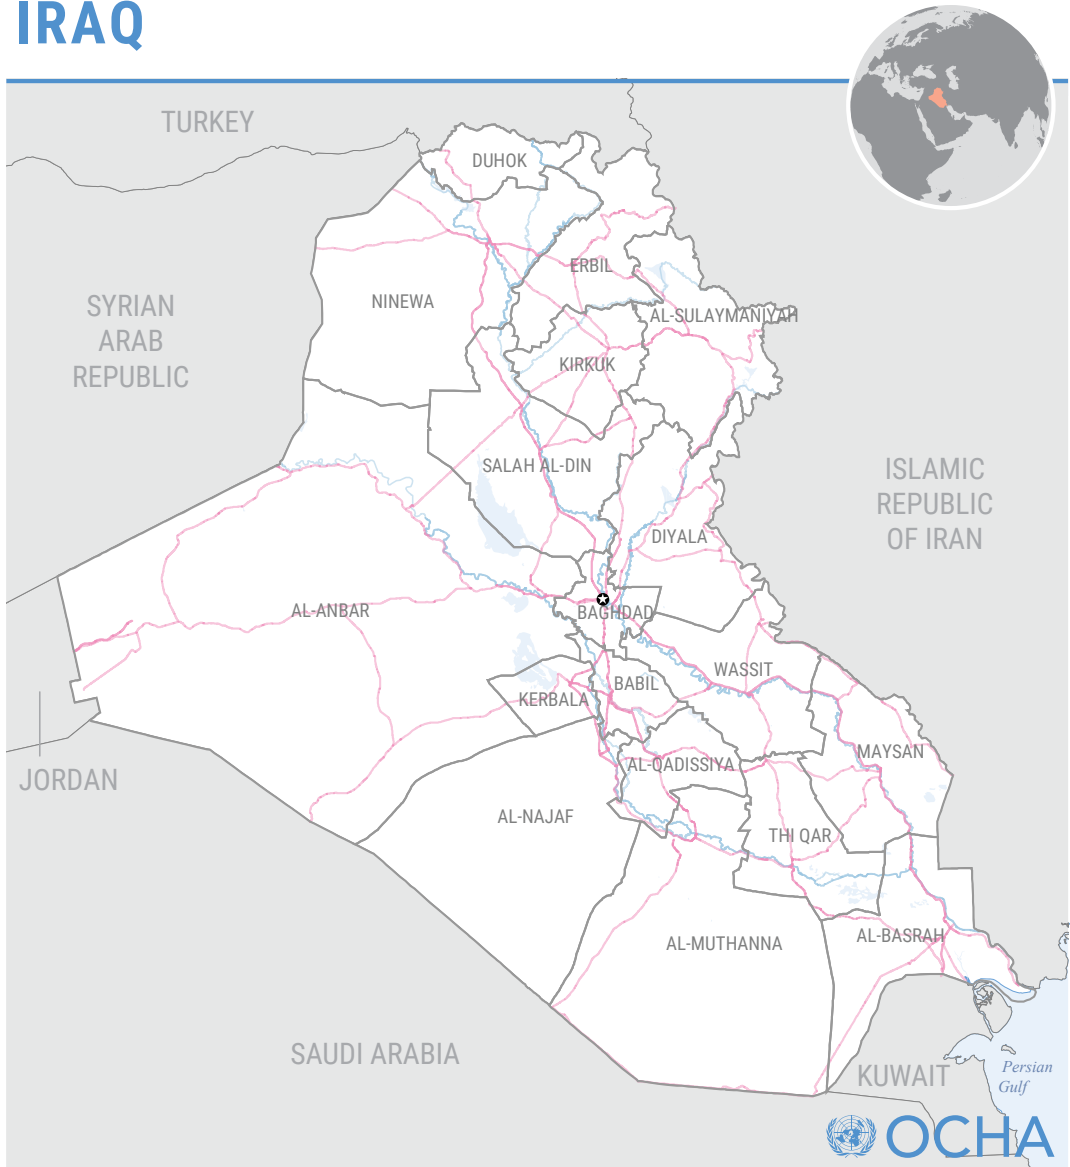 IRAQ
TURKEY
DUHOK
ERBIL
NINEWA
SYRIAN
ARAB
REPUBLIC
AL-SULAYMANIYAH
KIRKUK
SALAH AL-DIN
ISLAMIC
REPUBLIC
OF IRAN
DIYALA
AL-ANBAR
BAGHDAD
WASSIT
BABIL
KERBALA
MAYSAN
AL-QADISSIYA
JORDAN
AL-NAJAF
THI QAR
AL-BASRAH
AL-MUTHANNA
SAUDI ARABIA
KUWAIT
Persian
Gulf
OCHA